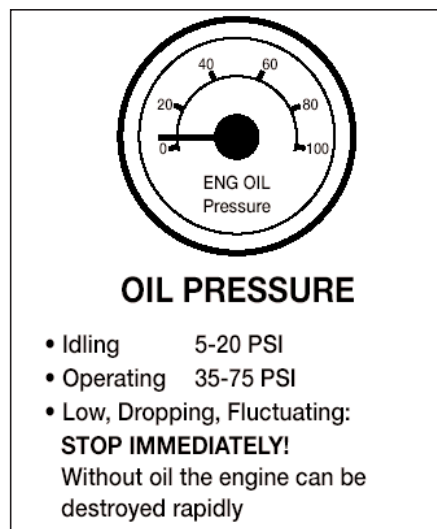 40 60
20 80
0 100
ENG OIL
Pressure
OIL PRESSURE
• Idling 5-20 PSI
• Operating 35-75 PSI
• Low, Dropping, Fluctuating:
STOP IMMEDIATELY!
Without oil the engine can be
destroyed rapidly